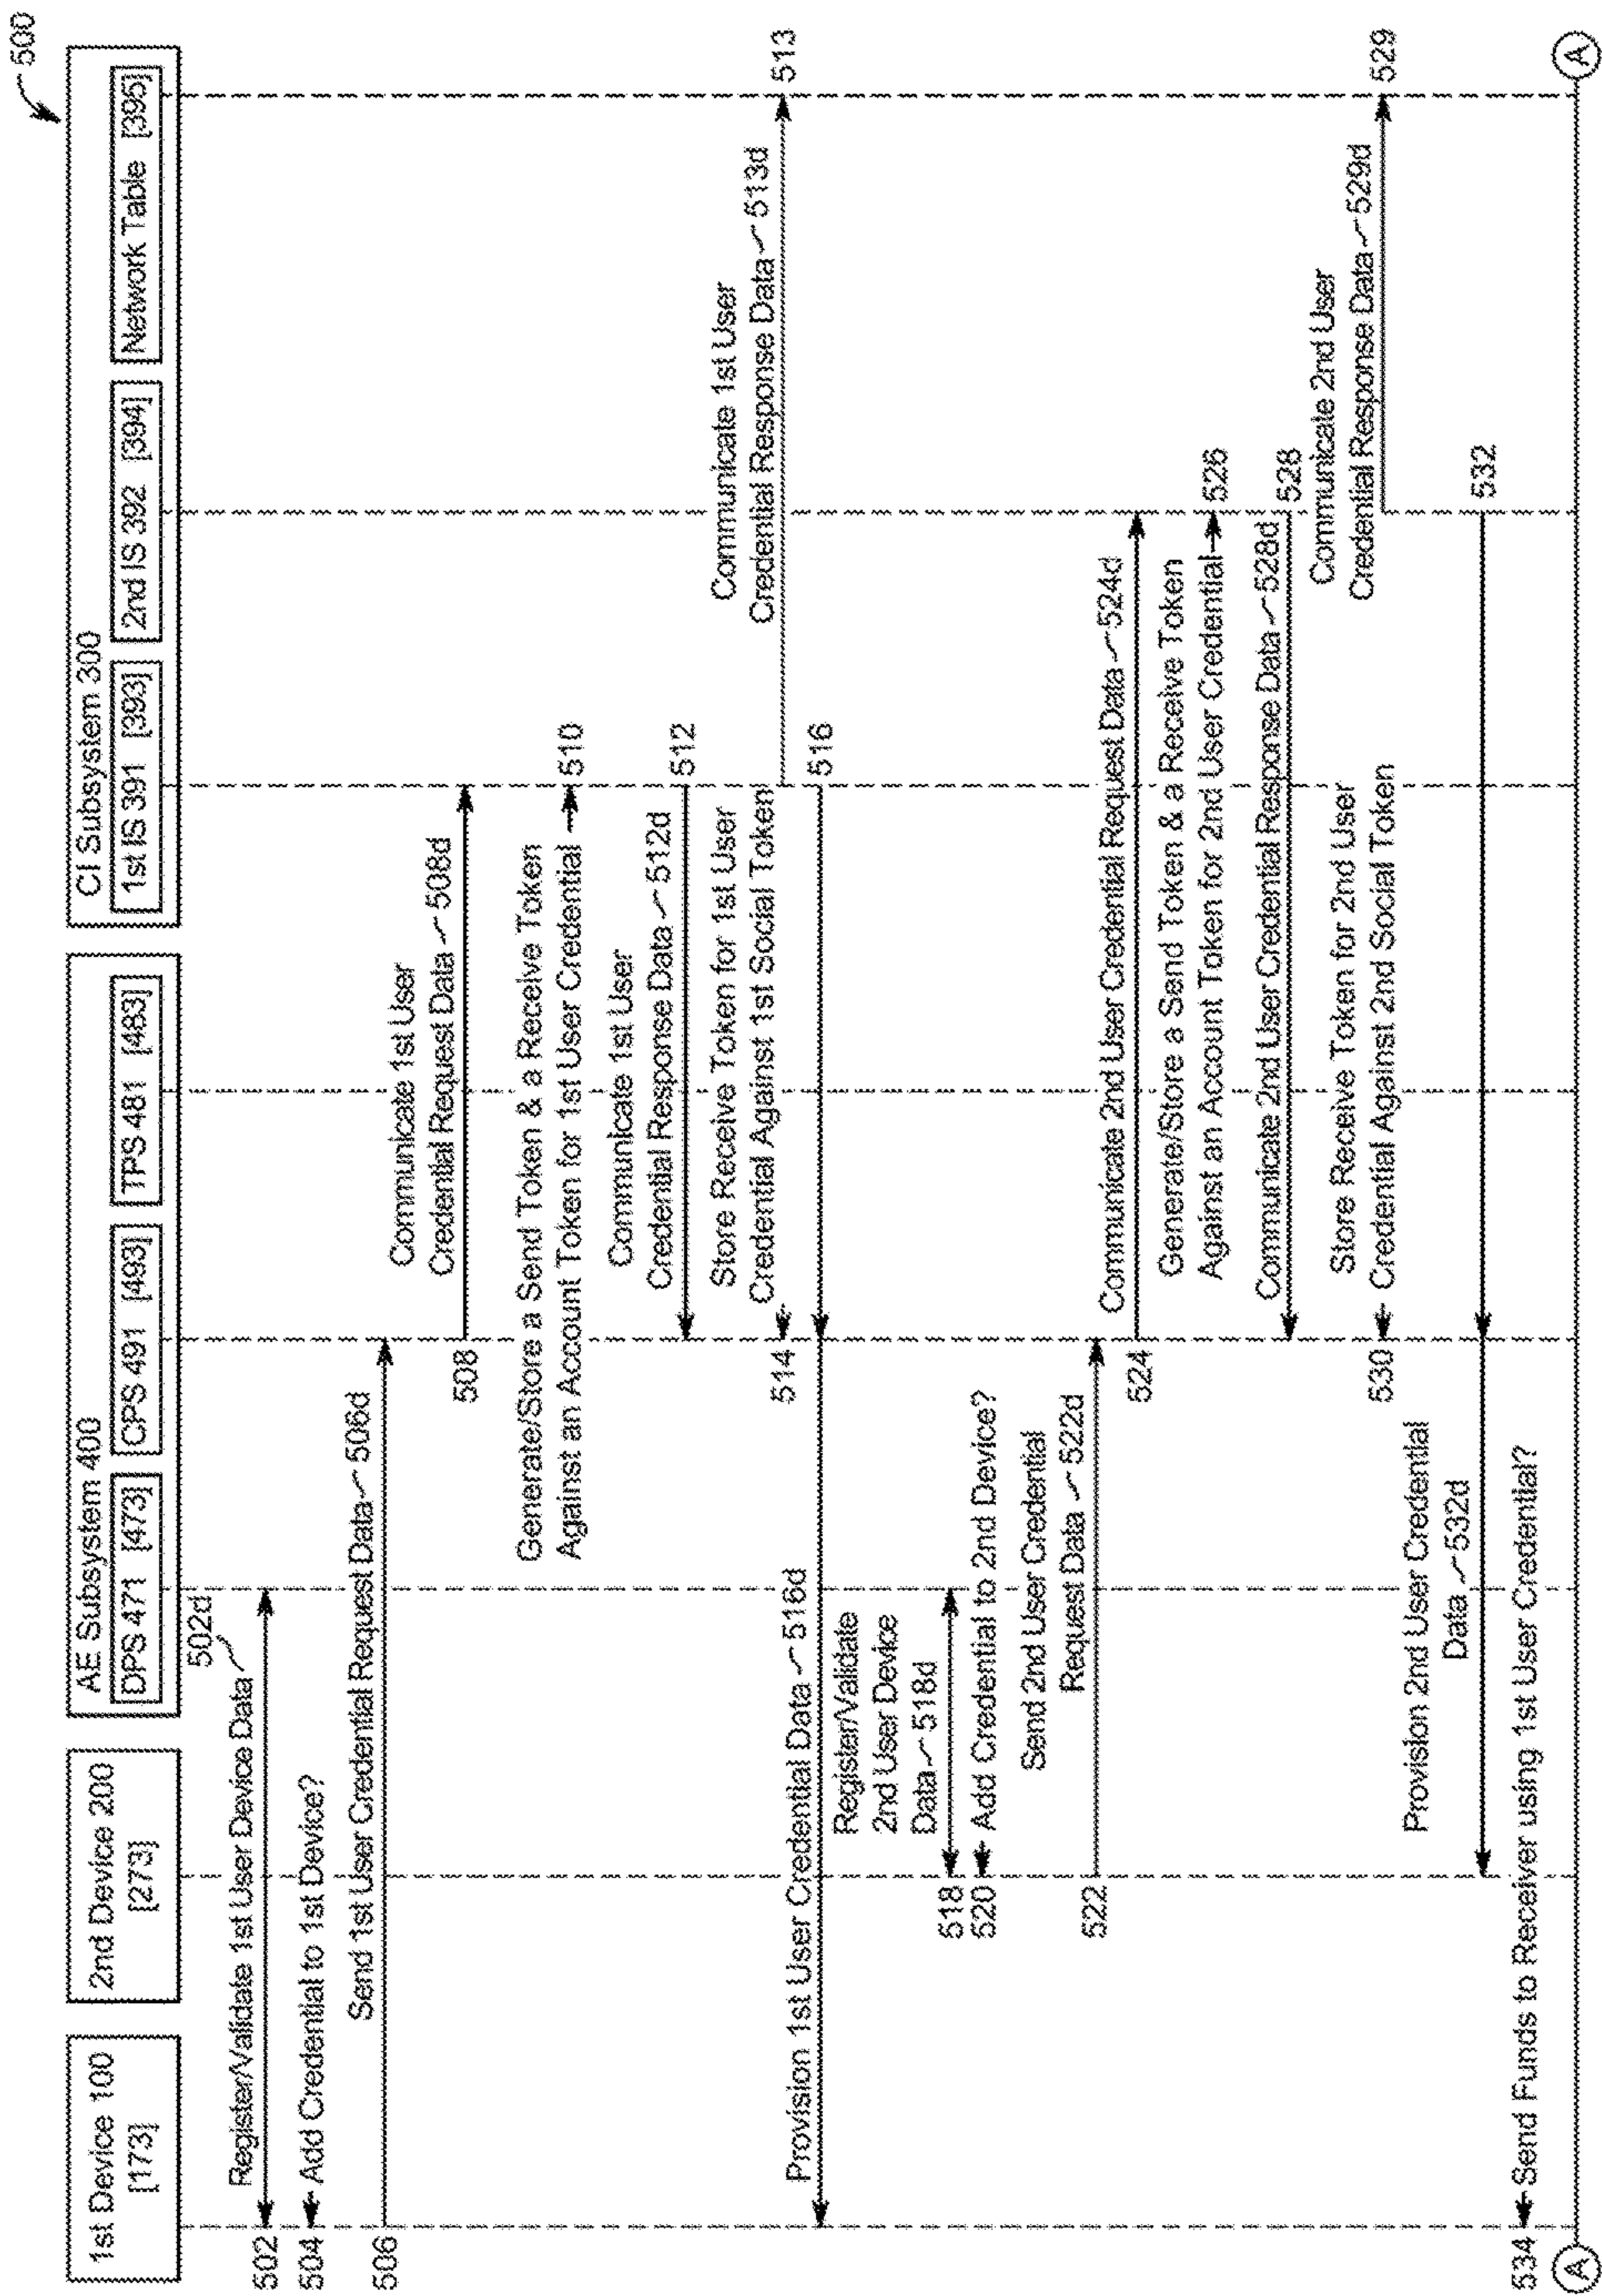 500
1st Device 100
[173]
2nd Device 200
[273]
AE Subsystem 400
DPS 471 [473]
CPS 491 [493]
TPS 481 [483]
CI Subsystem 300
1st IS 391 [393]
2nd IS 392 [394]
Network Table [395]
502d
Register/Validate 1st User Device Data
502
504
Add Credential to 1st Device?
Send 1st User Credential Request Data 506d
506
Communicate 1st User
Credential Request Data 508d
508
Generate/Store a Send Token & a Receive Token
Against an Account Token for 1st User Credential
510
Communicate 1st User
Credential Response Data 512d
512
Communicate 1st User
Credential Response Data 513d
513
Store Receive Token for 1st User
Credential Against 1st Social Token
514
Provision 1st User Credential Data 516d
516
Register/Validate
2nd User Device
Data 518d
518
520
Add Credential to 2nd Device?
Send 2nd User Credential
Request Data 522d
522
Communicate 2nd User Credential Request Data 524d
524
Generate/Store a Send Token & a Receive Token
Against an Account Token for 2nd User Credential
526
Communicate 2nd User Credential Response Data 528d
528
Communicate 2nd User
Credential Response Data 529d
529
Store Receive Token for 2nd User
Credential Against 2nd Social Token
530
Provision 2nd User Credential
Data 532d
532
534
Send Funds to Receiver using 1st User Credential?
A
A